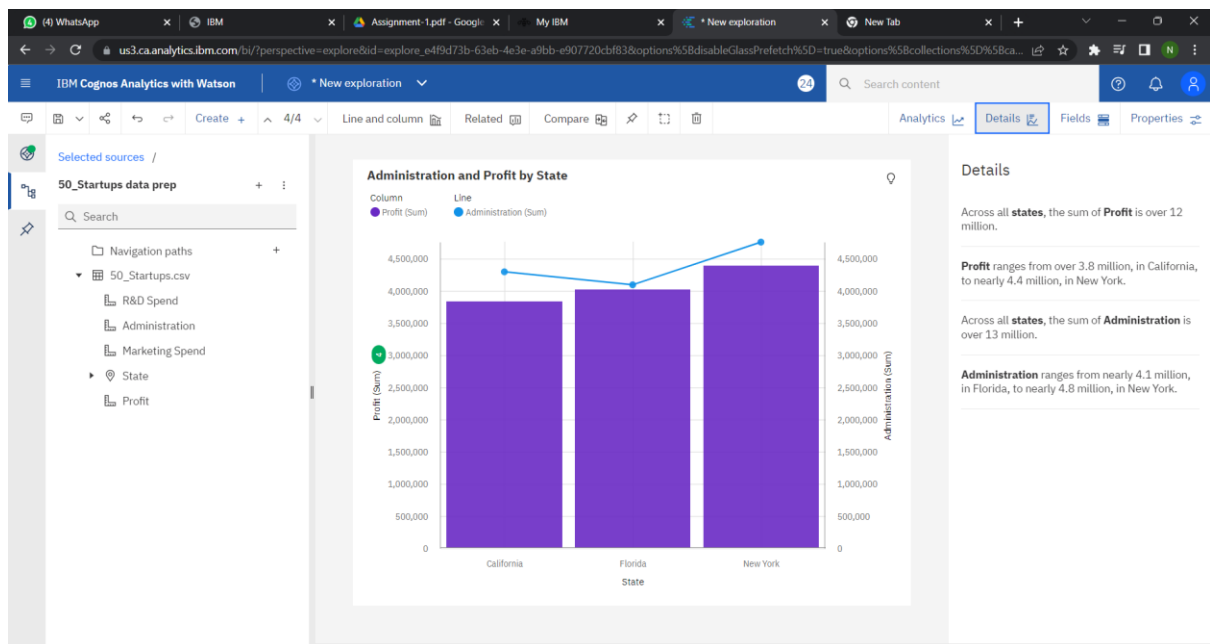 (4) WhatsApp
IBM
Assignment-1.pdf - Google
My IBM
* New exploration
New Tab
us3.ca.analytics.ibm.com/bi/?perspective=explore&id=explore_e4f9d73b-63eb-4e3e-a9bb-e907720cbf83&options%5BdisableGlassPrefetch%5D=true&options%5Bcollections%5D%5Bca...
N
IBM Cognos Analytics with Watson
* New exploration
24
Search content
Create +
4/4
Line and column
Related
Compare
Analytics
Details
Fields
Properties
Selected sources /
50_Startups data prep
Search
Navigation paths
50_Startups.csv
R&D Spend
Administration
Marketing Spend
State
Profit
Administration and Profit by State
Column
Line
Profit (Sum)
Administration (Sum)
4,500,000
4,000,000
3,500,000
3,000,000
2,500,000
2,000,000
1,500,000
1,000,000
500,000
0
Profit (Sum)
4,500,000
4,000,000
3,500,000
3,000,000
2,500,000
2,000,000
1,500,000
1,000,000
500,000
0
Administration (Sum)
California
Florida
New York
State
Details
Across all states, the sum of Profit is over 12
million.
Profit ranges from over 3.8 million, in California,
to nearly 4.4 million, in New York.
Across all states, the sum of Administration is
over 13 million.
Administration ranges from nearly 4.1 million,
in Florida, to nearly 4.8 million, in New York.